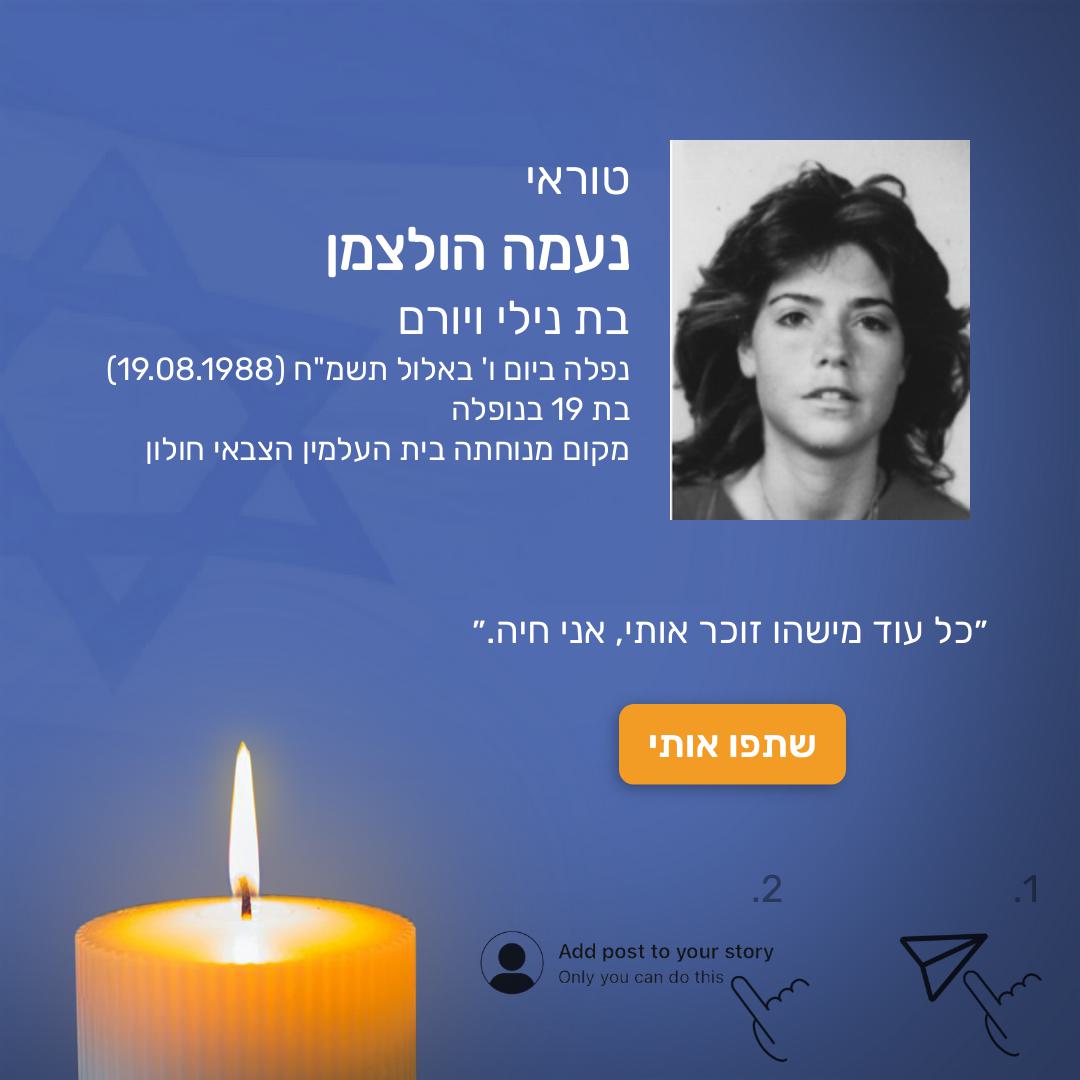 טוראי
נעמה הולצמן
בת נילי ויורם
נפלה ביום ו' באלול תשמ"ח (19.08.1988)
בת 19 בנופלה
מקום מנוחתה בית העלמין הצבאי חולון
״כל עוד מישהו זוכר אותי, אני חיה.״
שתפו אותי
1.
2.
Add post to your story
Only you can do this